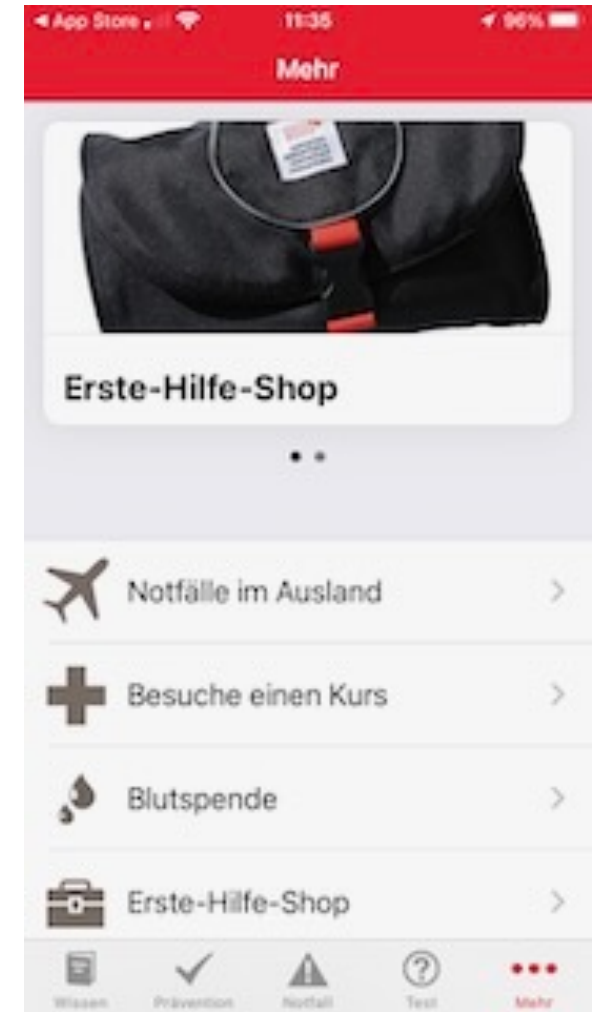 App Store
11:35
96%
Mehr
Erste-Hilfe-Shop
Notfälle im Ausland
Besuche einen Kurs
Blutspende
Erste-Hilfe-Shop
Wissen Prävention Notfall Test Mehr